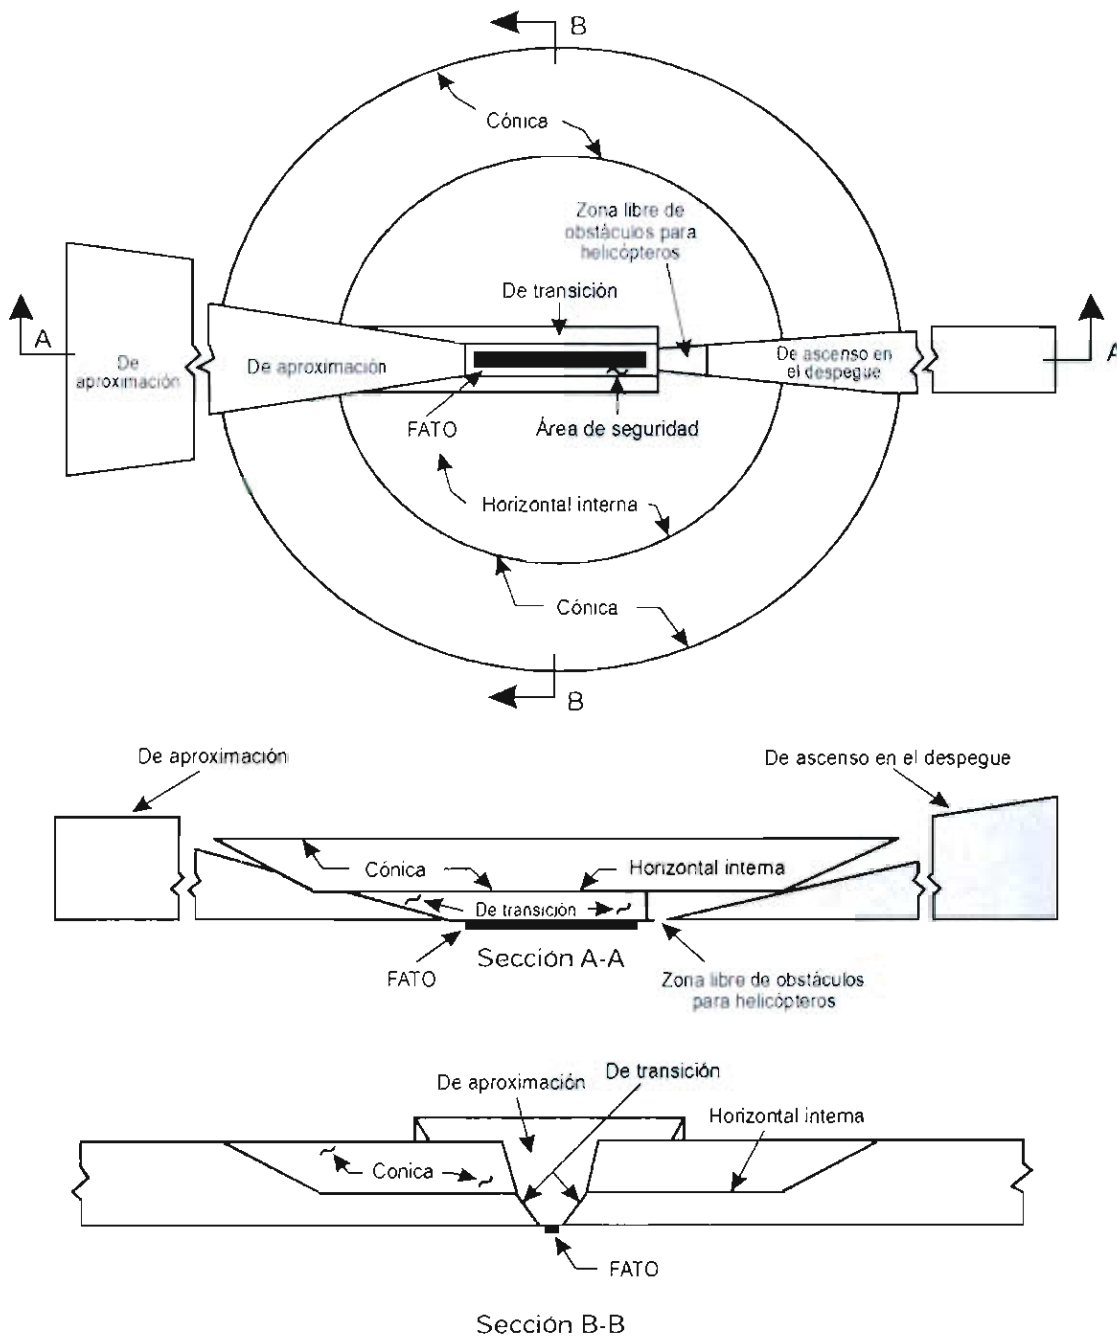 B
Cónica
Zona libre de
obstáculos para
helicópteros
De transición
A
De
aproximación
De aproximación
De ascenso en
el despegue
A
FATO
Área de seguridad
Horizontal interna
Cónica
B
De aproximación
De ascenso en el despegue
Cónica
Horizontal interna
De transición
FATO
Sección A-A
Zona libre de obstáculos
para helicópteros
De transición
De aproximación
Horizontal interna
Conica
FATO
Sección B-B